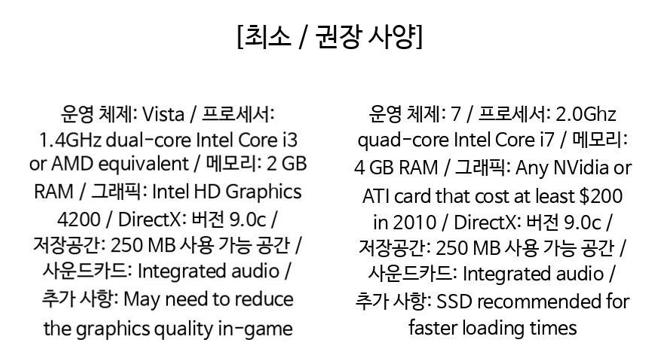 [최소 / 권장 사양]
운영 체제: Vista / 프로세서:
1.4GHz dual-core Intel Core i3
or AMD equivalent / 메모리: 2 GB
RAM / 그래픽: Intel HD Graphics
4200 / DirectX: 버전 9.0c /
저장공간: 250 MB 사용 가능 공간 /
사운드카드: Integrated audio /
추가 사항: May need to reduce
the graphics quality in-game
운영 체제: 7 / 프로세서: 2.0Ghz
quad-core Intel Core i7 / 메모리:
4 GB RAM / 그래픽: Any NVidia or
ATI card that cost at least $200
in 2010 / DirectX: 버전 9.0c /
저장공간: 250 MB 사용 가능 공간 /
사운드카드: Integrated audio /
추가 사항: SSD recommended for
faster loading times